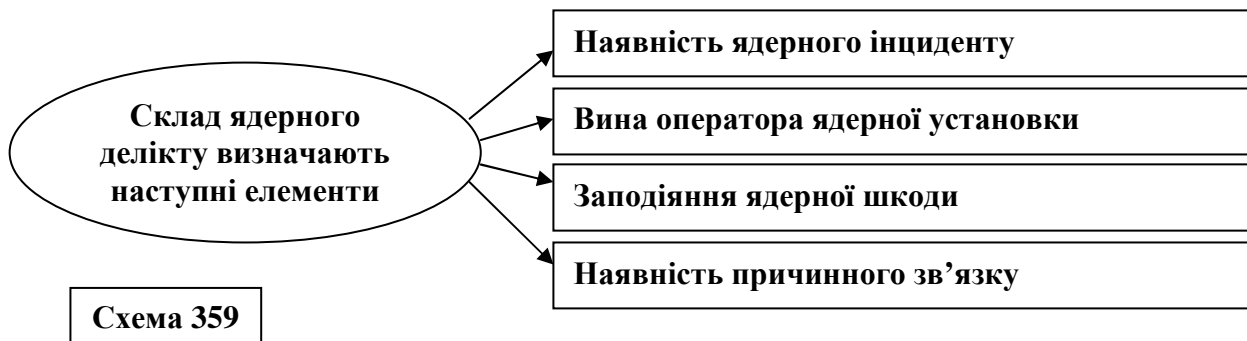 Склад ядерного
делікту визначають
наступні елементи
Наявність ядерного інциденту
Вина оператора ядерної установки
Заподіяння ядерної шкоди
Наявність причинного зв’язку
Схема 359